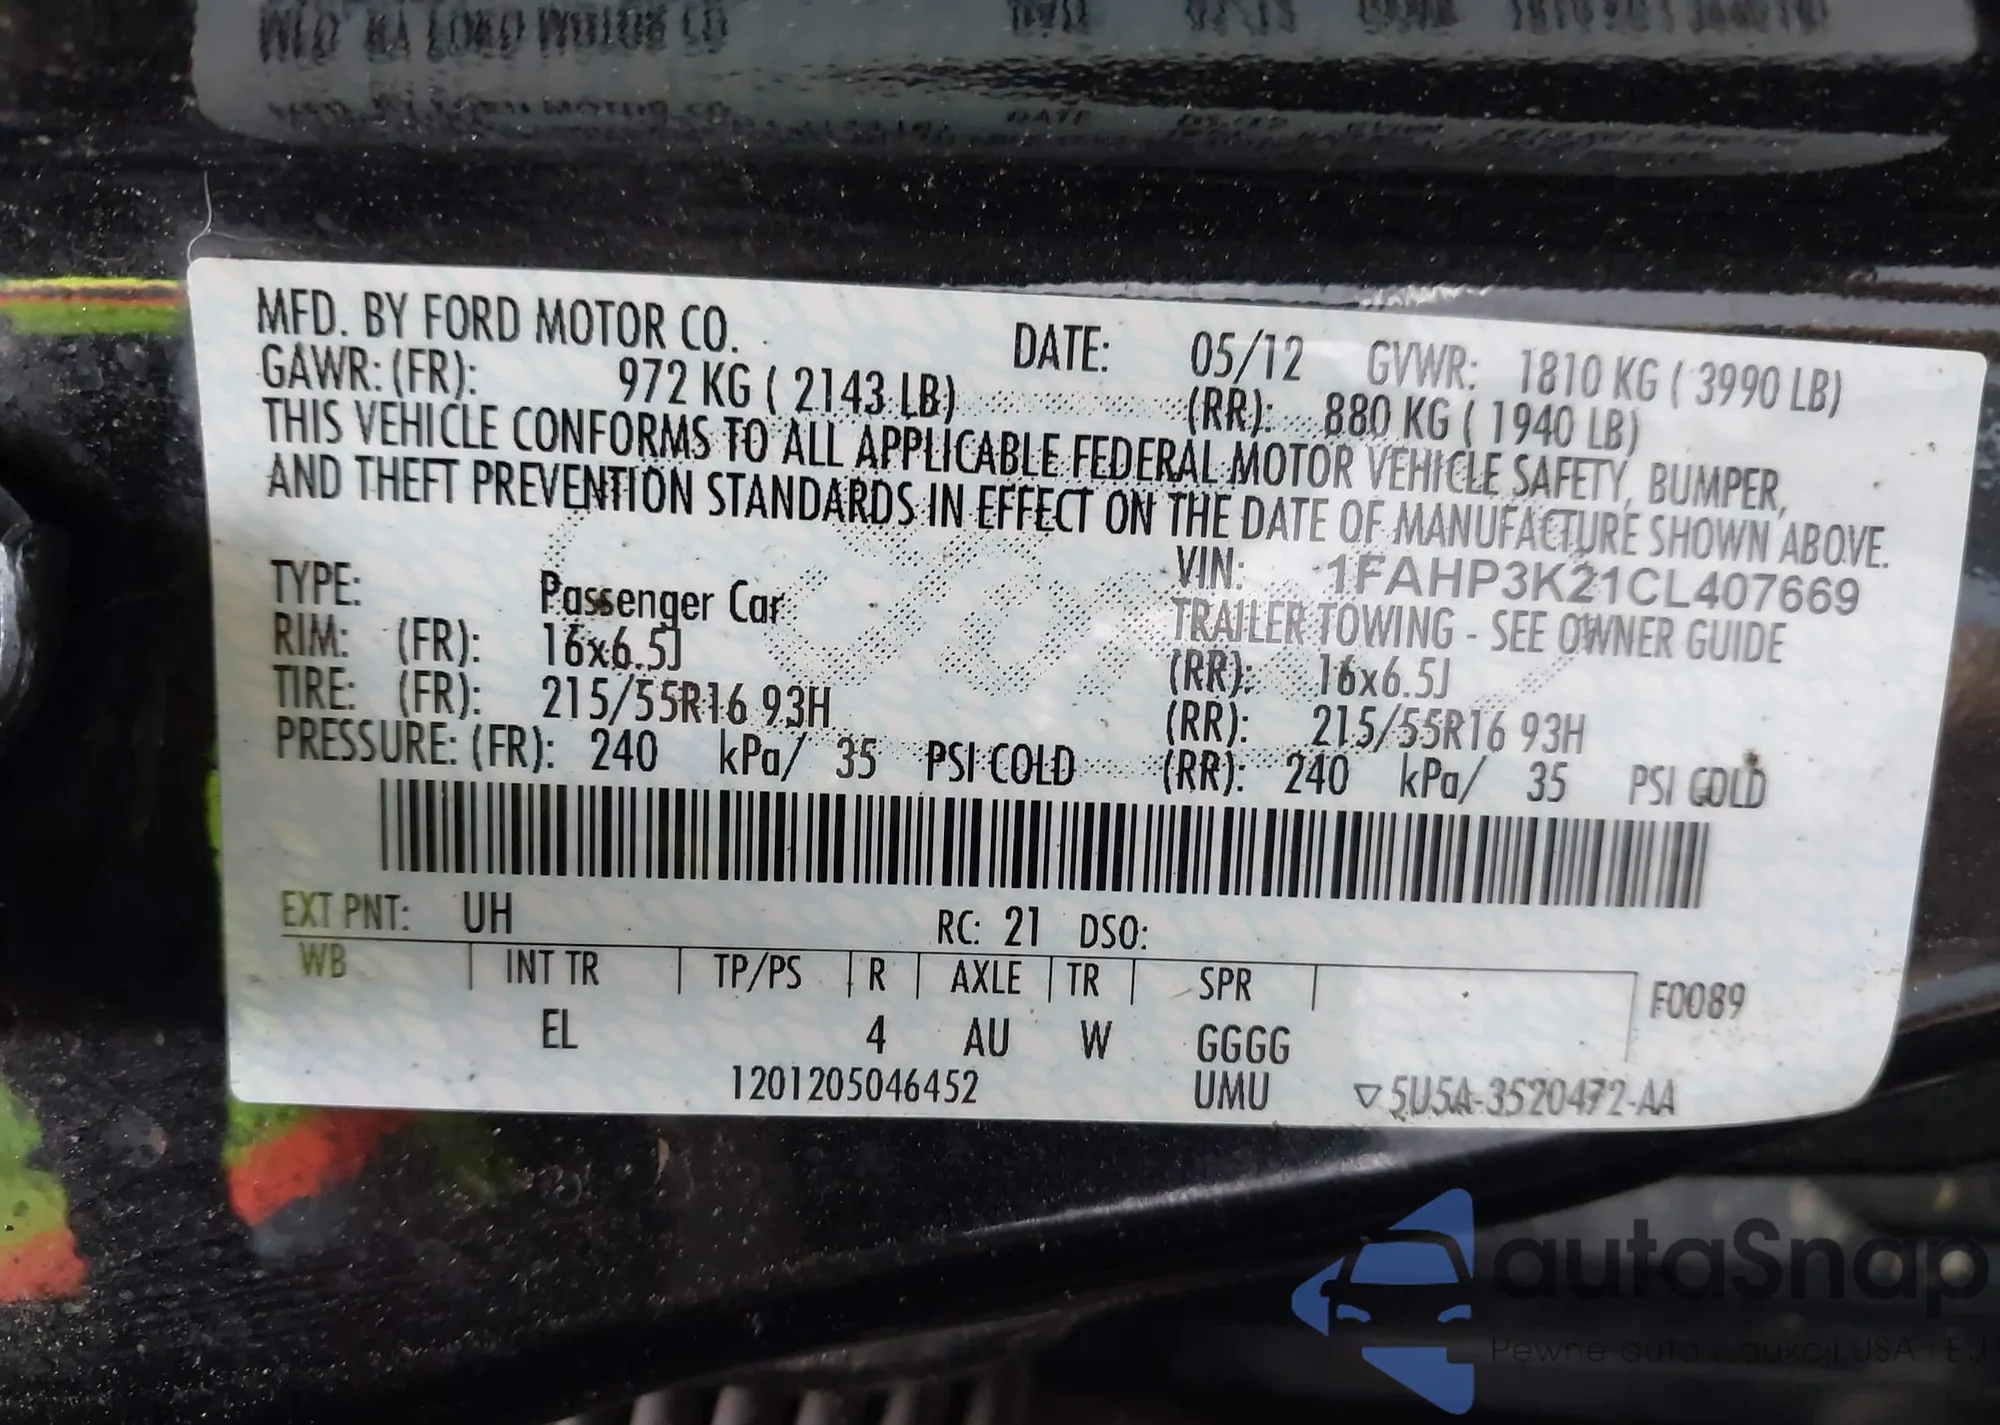 MFD. BY FORD MOTOR CO. DATE: 05/12 GVWR: 1810 KG ( 3990 LB)
GAWR: (FR): 972 KG ( 2143 LB) (RR): 880 KG ( 1940 LB)
THIS VEHICLE CONFORMS TO ALL APPLICABLE FEDERAL MOTOR VEHICLE SAFETY, BUMPER,
AND THEFT PREVENTION STANDARDS IN EFFECT ON THE DATE OF MANUFACTURE SHOWN ABOVE.
VIN: 1FAHP3K21CL407669
TYPE: Passenger Car TRAILER TOWING - SEE OWNER GUIDE
RIM: (FR): 16x6.5J (RR): 16x6.5J
TIRE: (FR): 215/55R16 93H (RR): 215/55R16 93H
PRESSURE: (FR): 240 kPa/ 35 PSI COLD (RR): 240 kPa/ 35 PSI COLD
EXT PNT: UH RC: 21 DSO:
WB INT TR TP/PS R AXLE TR SPR F0089
EL 4 AU W GGGG
1201205046452 UMU ▽5U5A-3520472-AA
autaSnap
Pewne auta z aukcji USA i EU